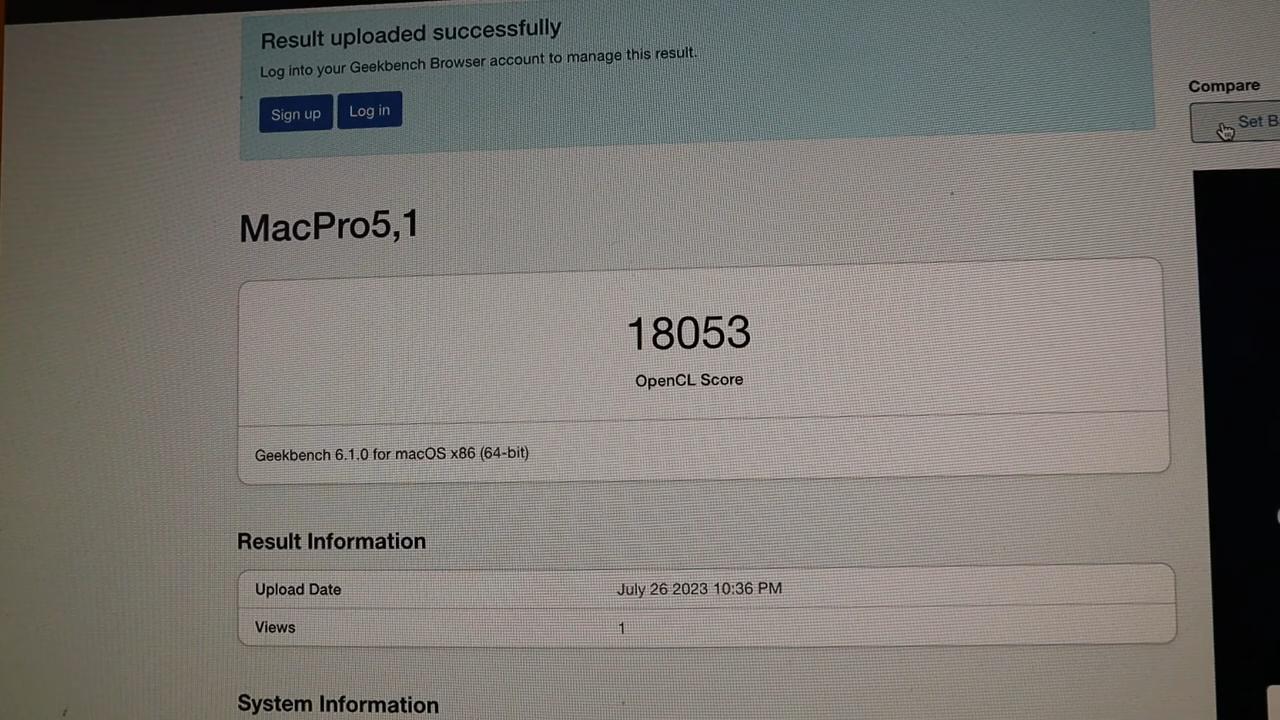 Result uploaded successfully
Log into your Geekbench Browser account to manage this result.
Sign up Log in
Compare
Set B
MacPro5,1
18053
OpenCL Score
Geekbench 6.1.0 for macOS x86 (64-bit)
Result Information
Upload Date July 26 2023 10:36 PM
Views 1
System Information